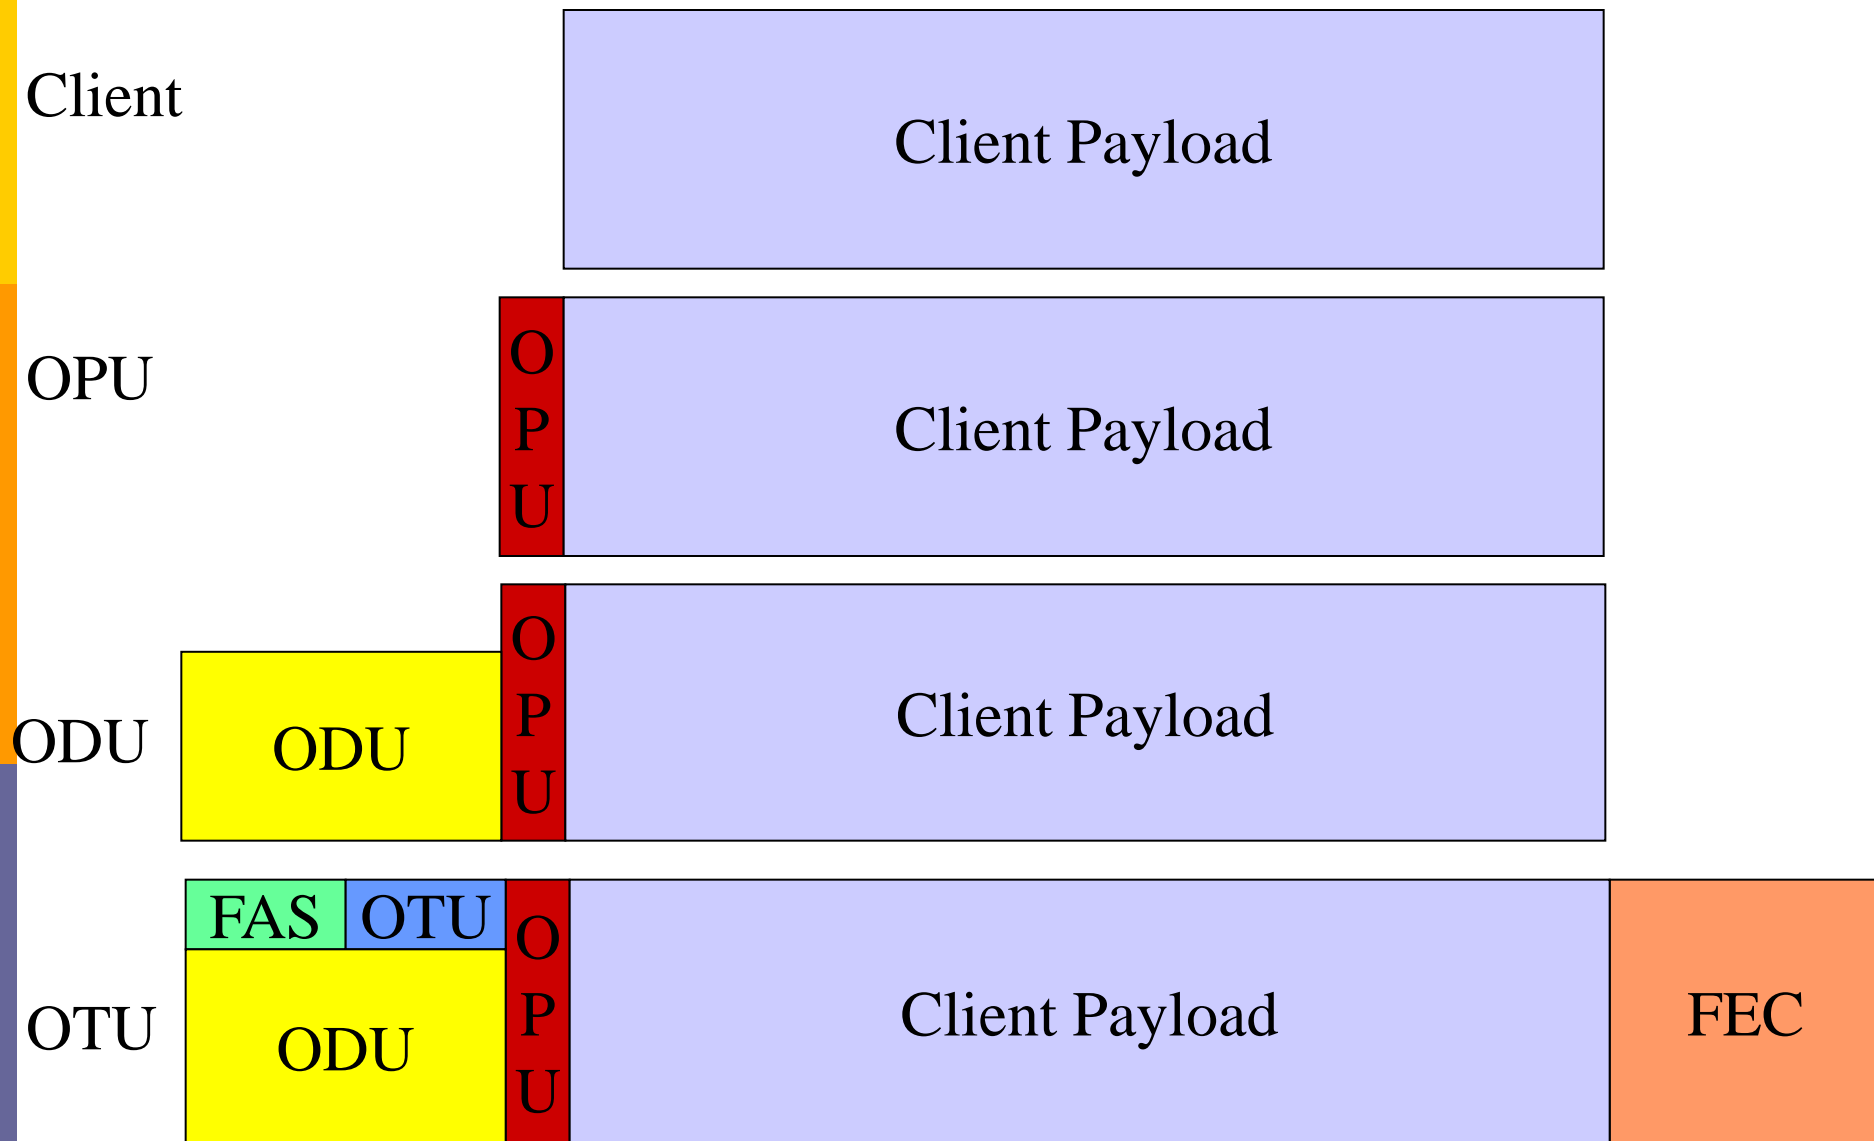 Client
Client Payload
OPU
O
P
U
Client Payload
ODU
ODU
O
P
U
Client Payload
OTU
FAS
OTU
ODU
O
P
U
Client Payload
FEC